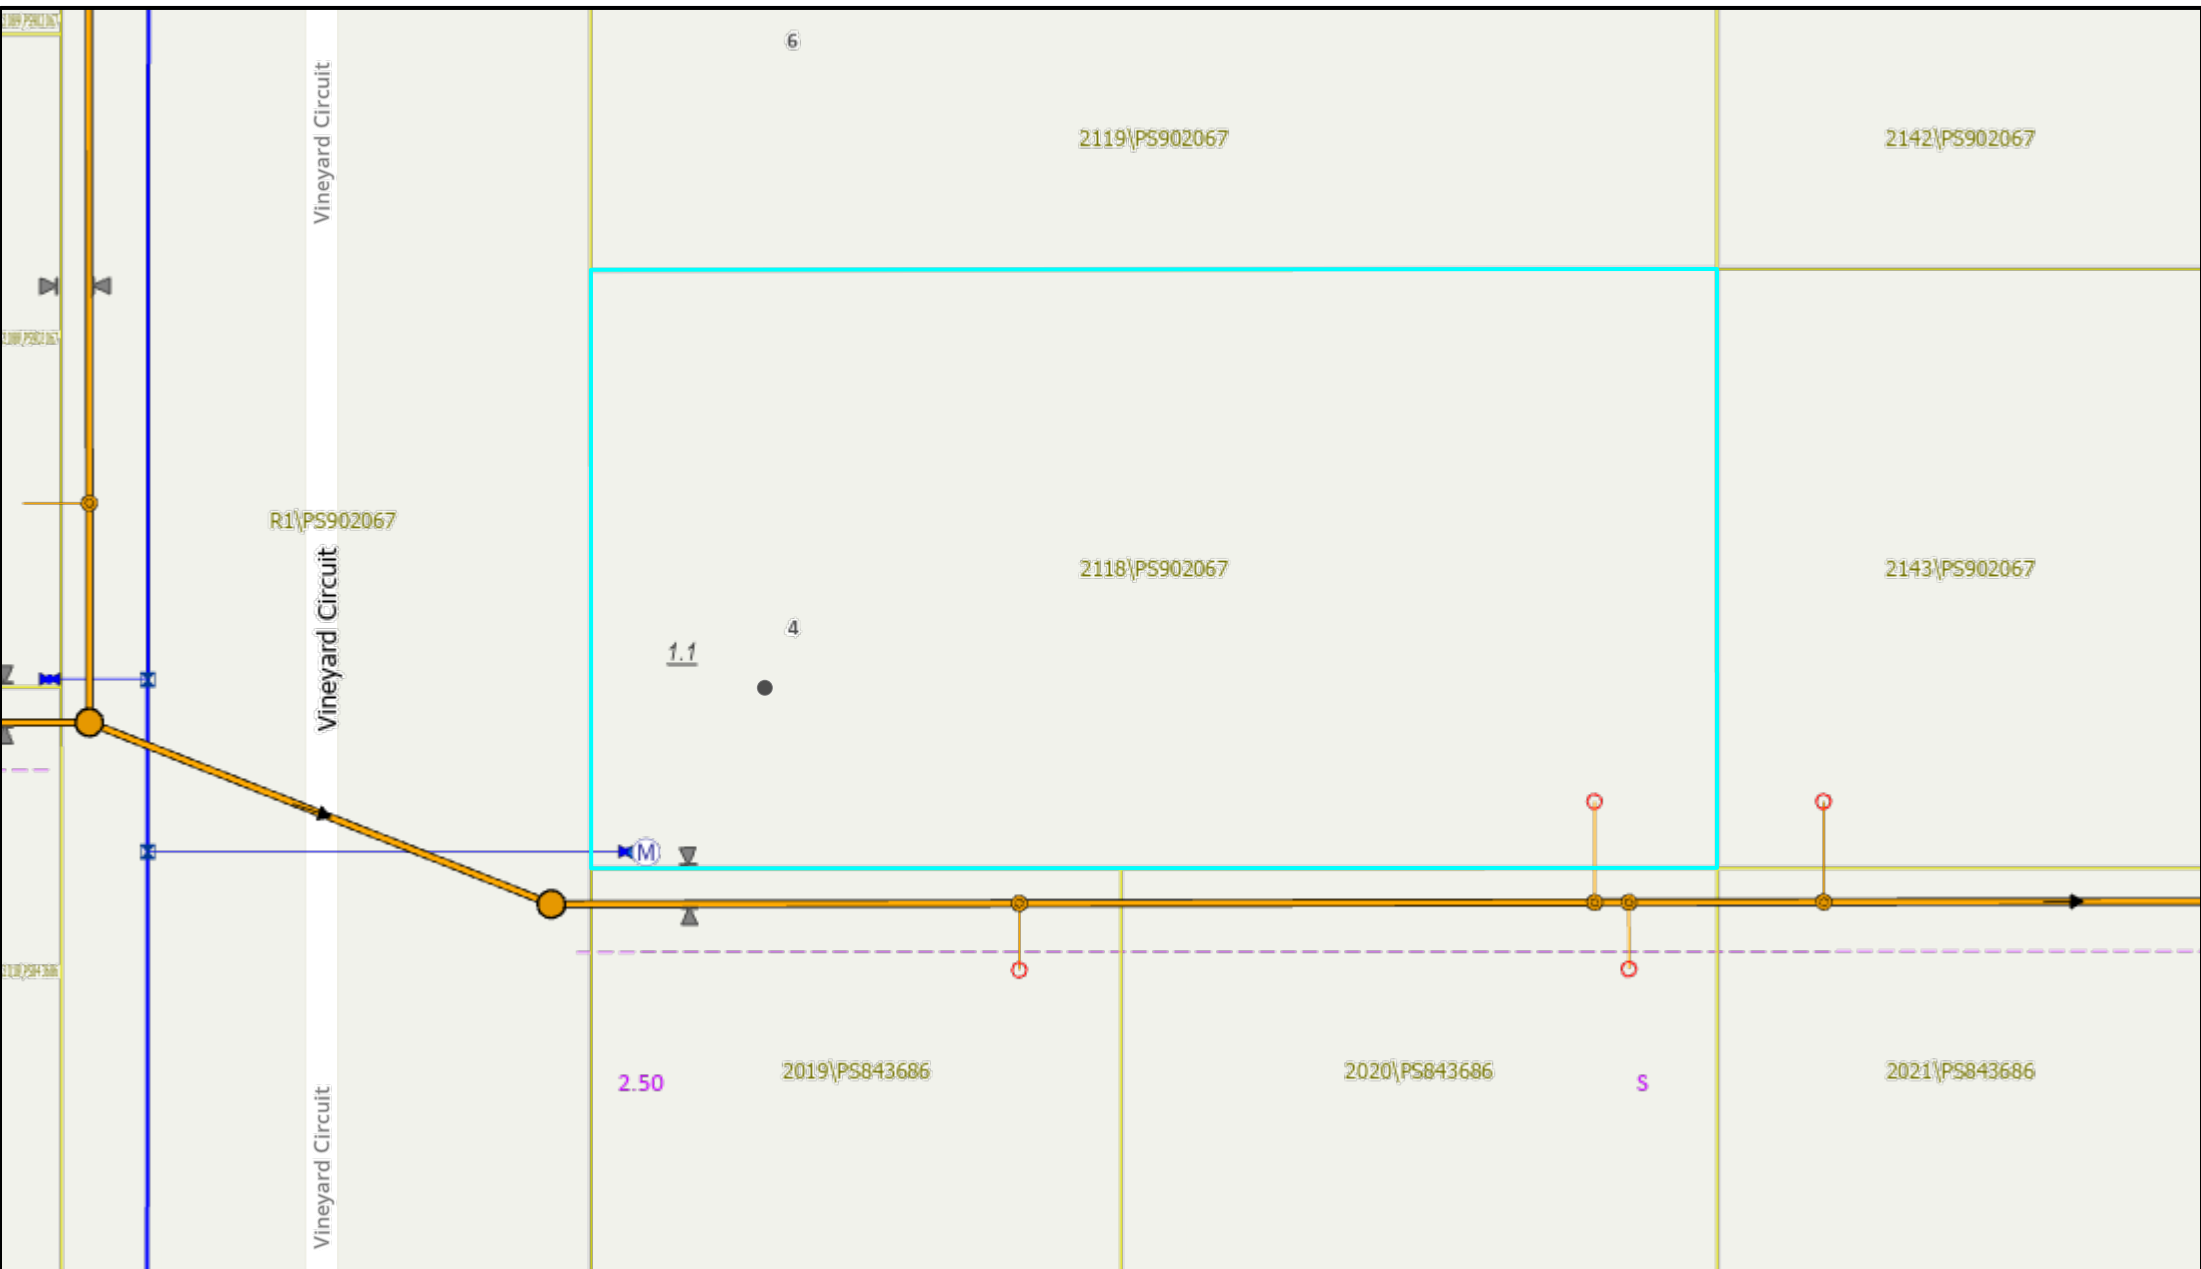 6
Vineyard Circuit
2119\PS902067
2142\PS902067
R1\PS902067
Vineyard Circuit
2118\PS902067
2143\PS902067
4
1.1
M
2019\PS843686
2020\PS843686
2021\PS843686
2.50
S
Vineyard Circuit